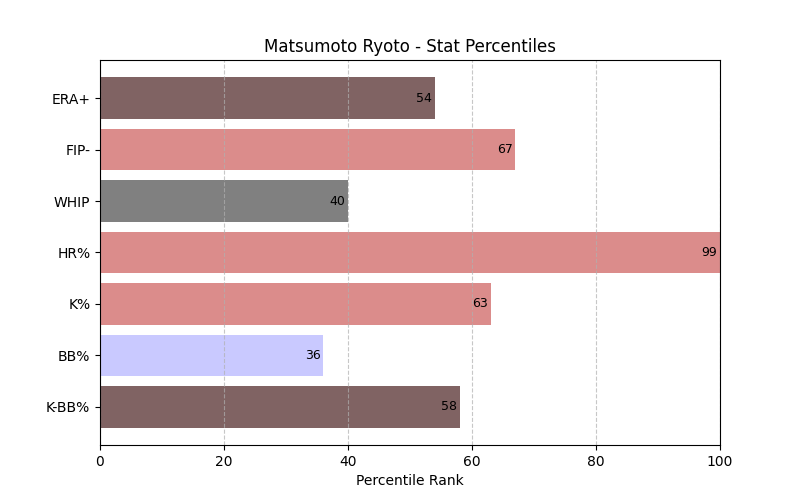 Matsumoto Ryoto - Stat Percentiles
ERA+ 54
FIP- 67
WHIP 40
HR% 99
K% 63
BB% 36
K-BB% 58
0 20 40 60 80 100
Percentile Rank